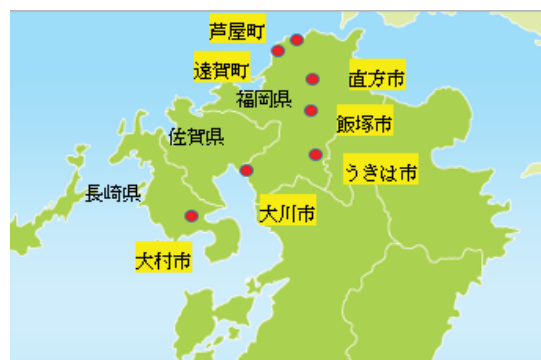 芦屋町
遠賀町
直方市
福岡県
飯塚市
佐賀県
うきは市
長崎県
大川市
大村市